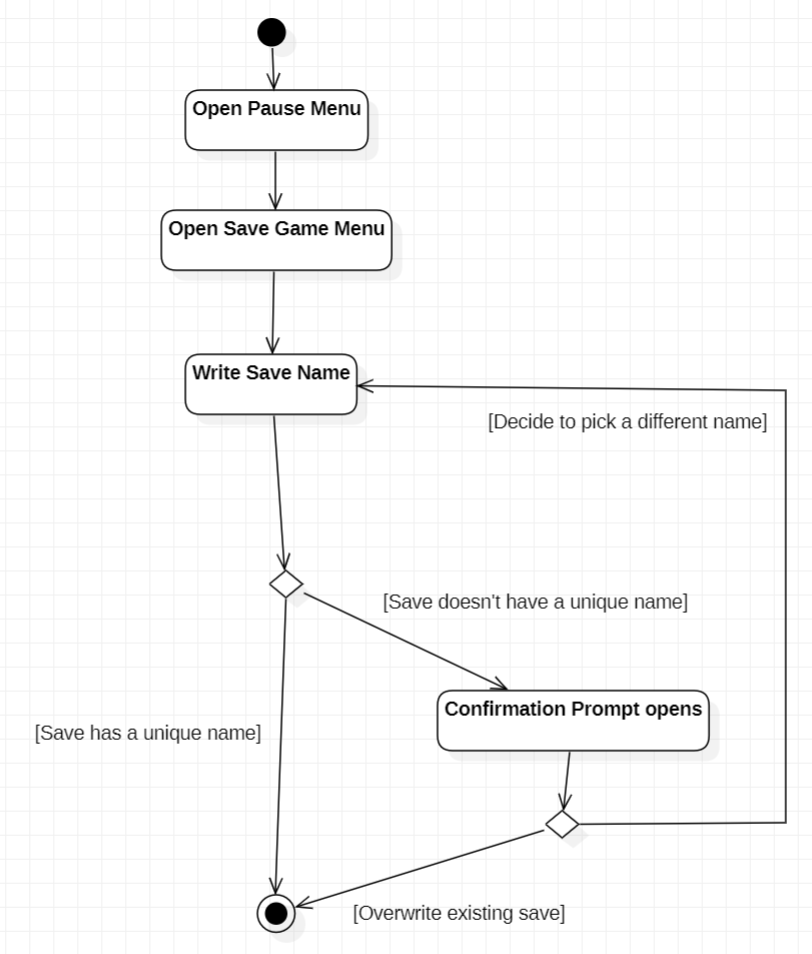 Open Pause Menu
Open Save Game Menu
Write Save Name
[Decide to pick a different name]
[Save doesn't have a unique name]
Confirmation Prompt opens
[Save has a unique name]
[Overwrite existing save]